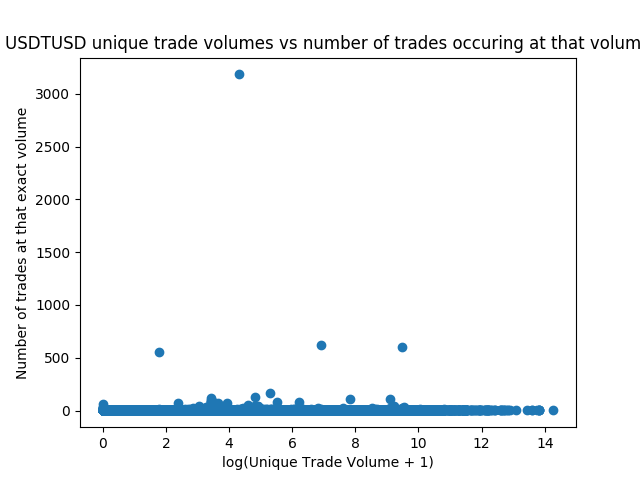 USDTUSD unique trade volumes vs number of trades occuring at that volum
3000
2500
2000
1500
1000
500
0
Number of trades at that exact volume
0 2 4 6 8 10 12 14
log(Unique Trade Volume + 1)